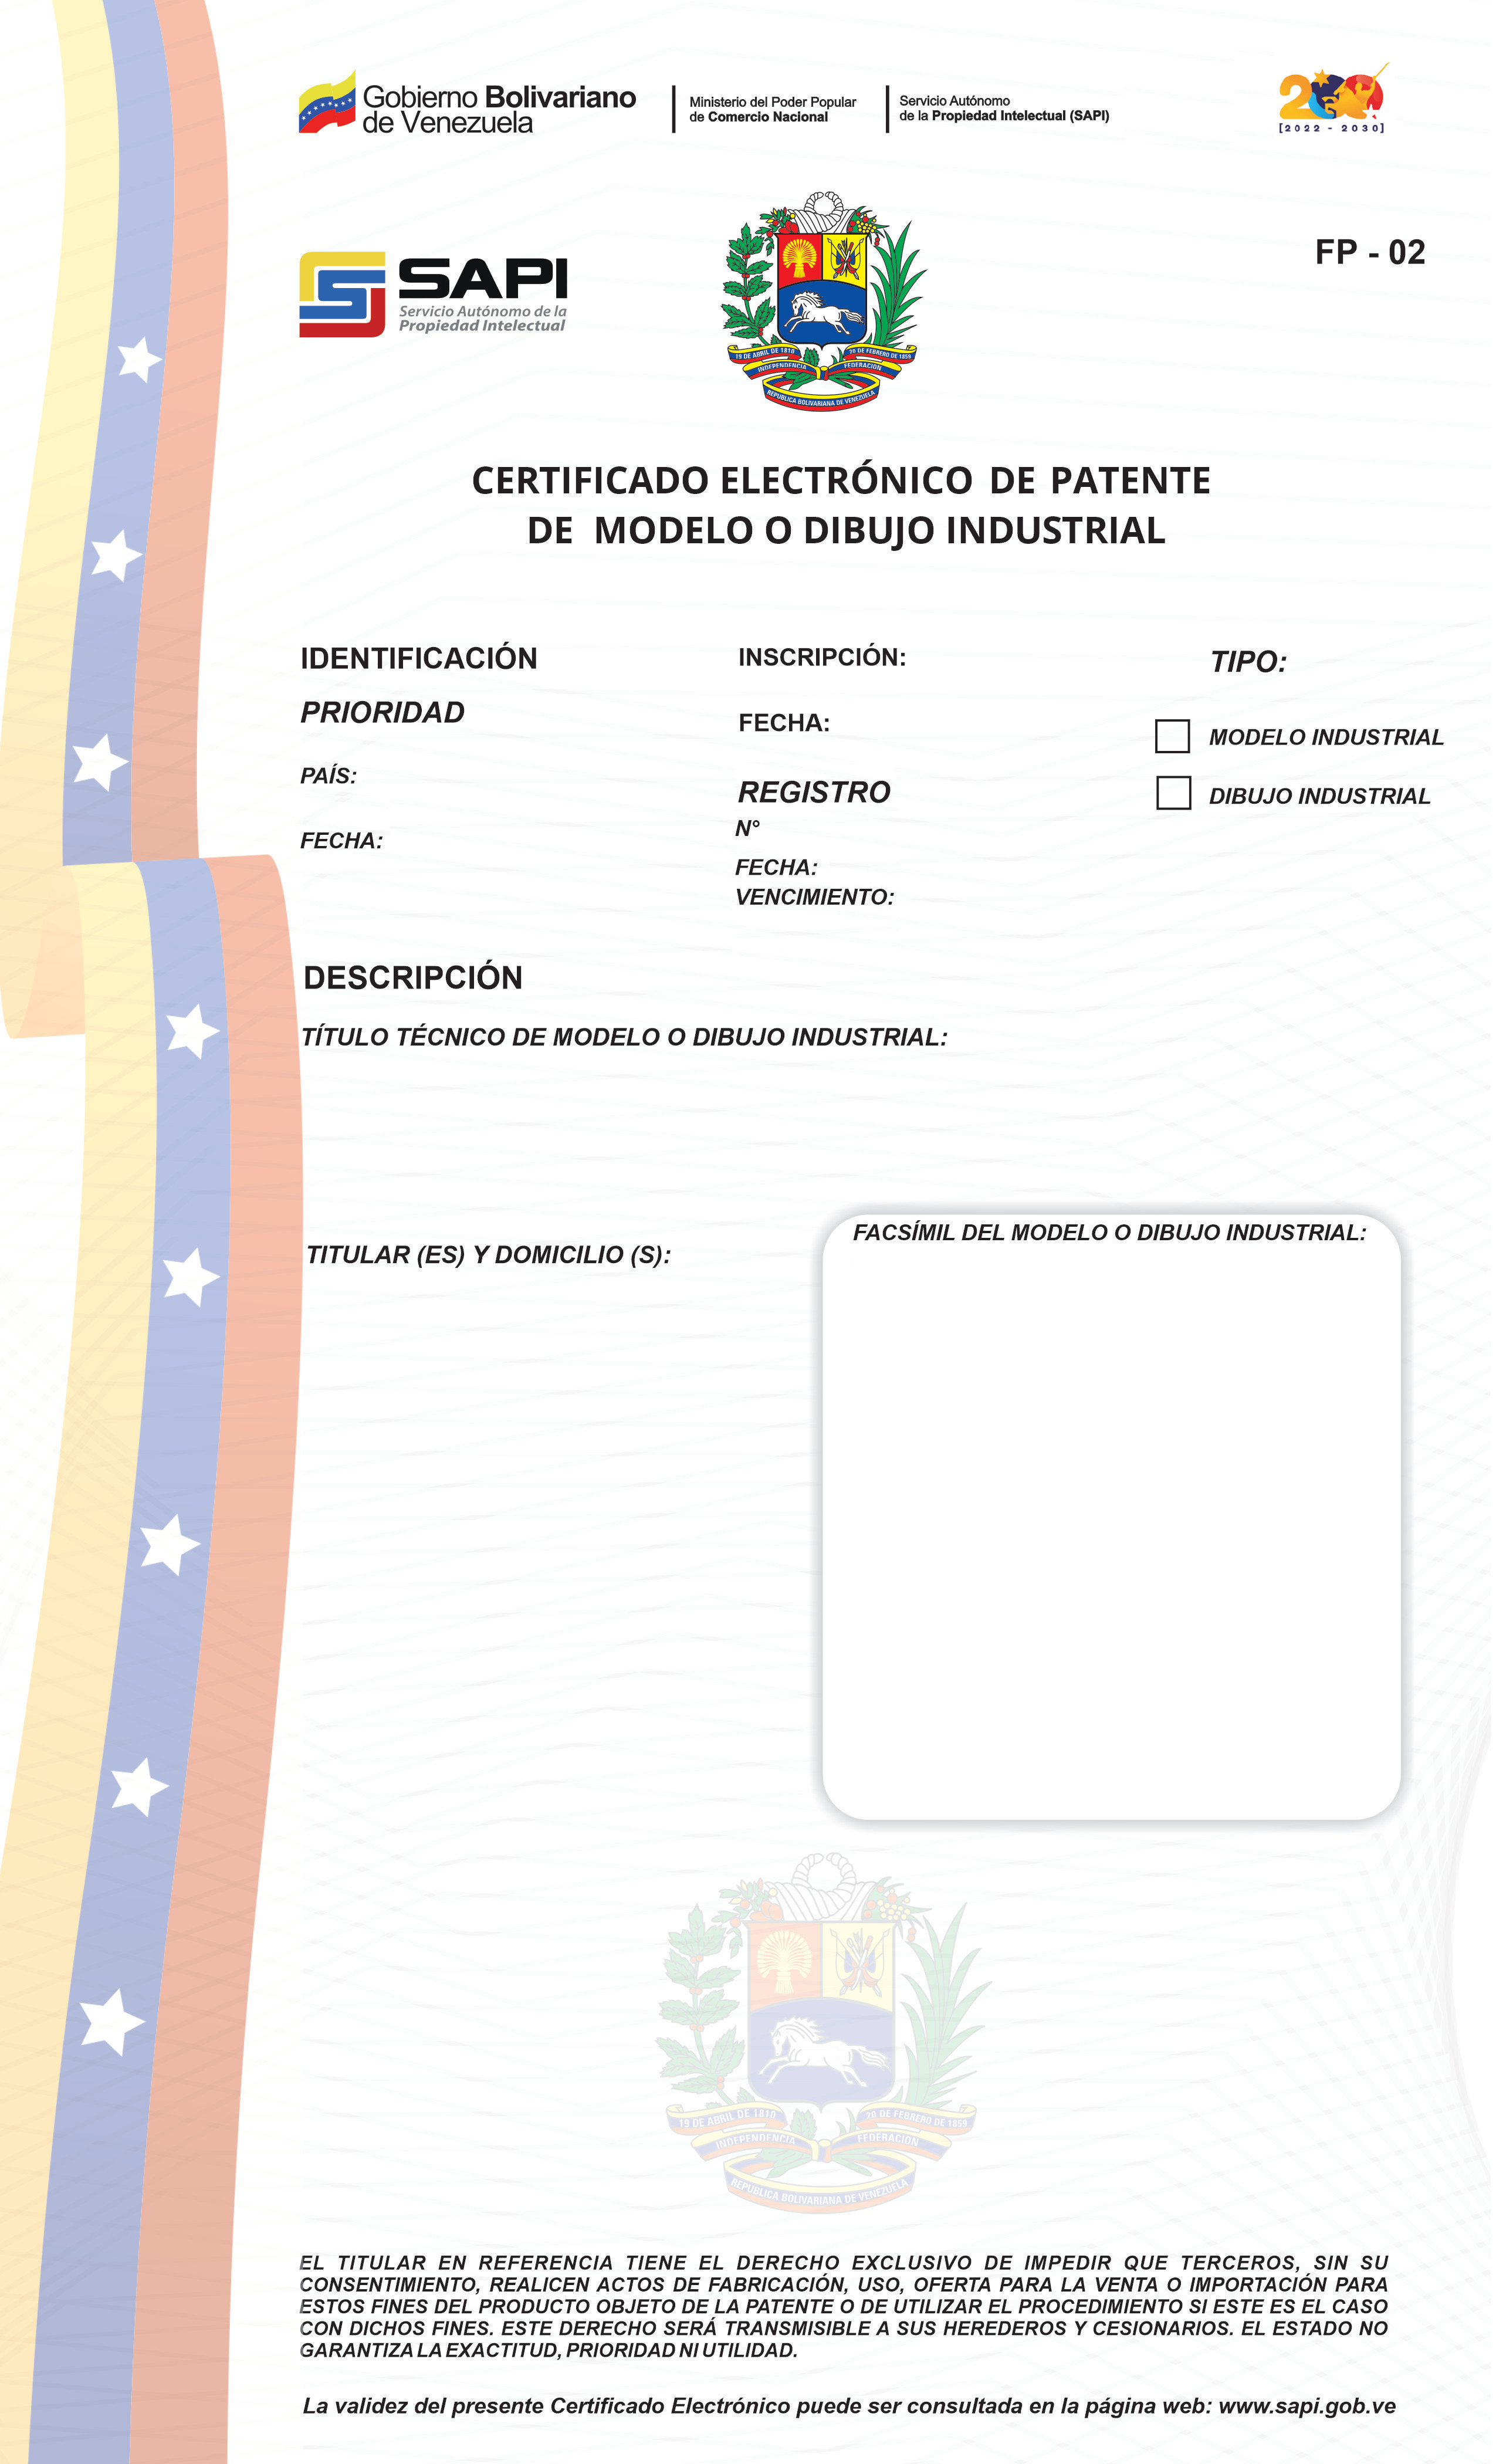 Gobierno Bolivariano
de Venezuela
Ministerio del Poder Popular
de Comercio Nacional
Servicio Autónomo
de la Propiedad Intelectual (SAPI)
200
[2022 - 2030]
SAPI
Servicio Autónomo de la
Propiedad Intelectual
19 DE ABRIL DE 1810
20 DE FEBRERO DE 1859
INDEPENDENCIA
FEDERACIÓN
REPÚBLICA BOLIVARIANA DE VENEZUELA
FP - 02
CERTIFICADO ELECTRÓNICO DE PATENTE
DE MODELO O DIBUJO INDUSTRIAL
IDENTIFICACIÓN
PRIORIDAD
PAÍS:
FECHA:
INSCRIPCIÓN:
FECHA:
REGISTRO
N°
FECHA:
VENCIMIENTO:
TIPO:
MODELO INDUSTRIAL
DIBUJO INDUSTRIAL
DESCRIPCIÓN
TÍTULO TÉCNICO DE MODELO O DIBUJO INDUSTRIAL:
TITULAR (ES) Y DOMICILIO (S):
FACSÍMIL DEL MODELO O DIBUJO INDUSTRIAL:
19 DE ABRIL DE 1810
20 DE FEBRERO DE 1859
INDEPENDENCIA
FEDERACIÓN
REPÚBLICA BOLIVARIANA DE VENEZUELA
EL TITULAR EN REFERENCIA TIENE EL DERECHO EXCLUSIVO DE IMPEDIR QUE TERCEROS, SIN SU
CONSENTIMIENTO, REALICEN ACTOS DE FABRICACIÓN, USO, OFERTA PARA LA VENTA O IMPORTACIÓN PARA
ESTOS FINES DEL PRODUCTO OBJETO DE LA PATENTE O DE UTILIZAR EL PROCEDIMIENTO SI ESTE ES EL CASO
CON DICHOS FINES. ESTE DERECHO SERÁ TRANSMISIBLE A SUS HEREDEROS Y CESIONARIOS. EL ESTADO NO
GARANTIZA LA EXACTITUD, PRIORIDAD NI UTILIDAD.
La validez del presente Certificado Electrónico puede ser consultada en la página web: www.sapi.gob.ve